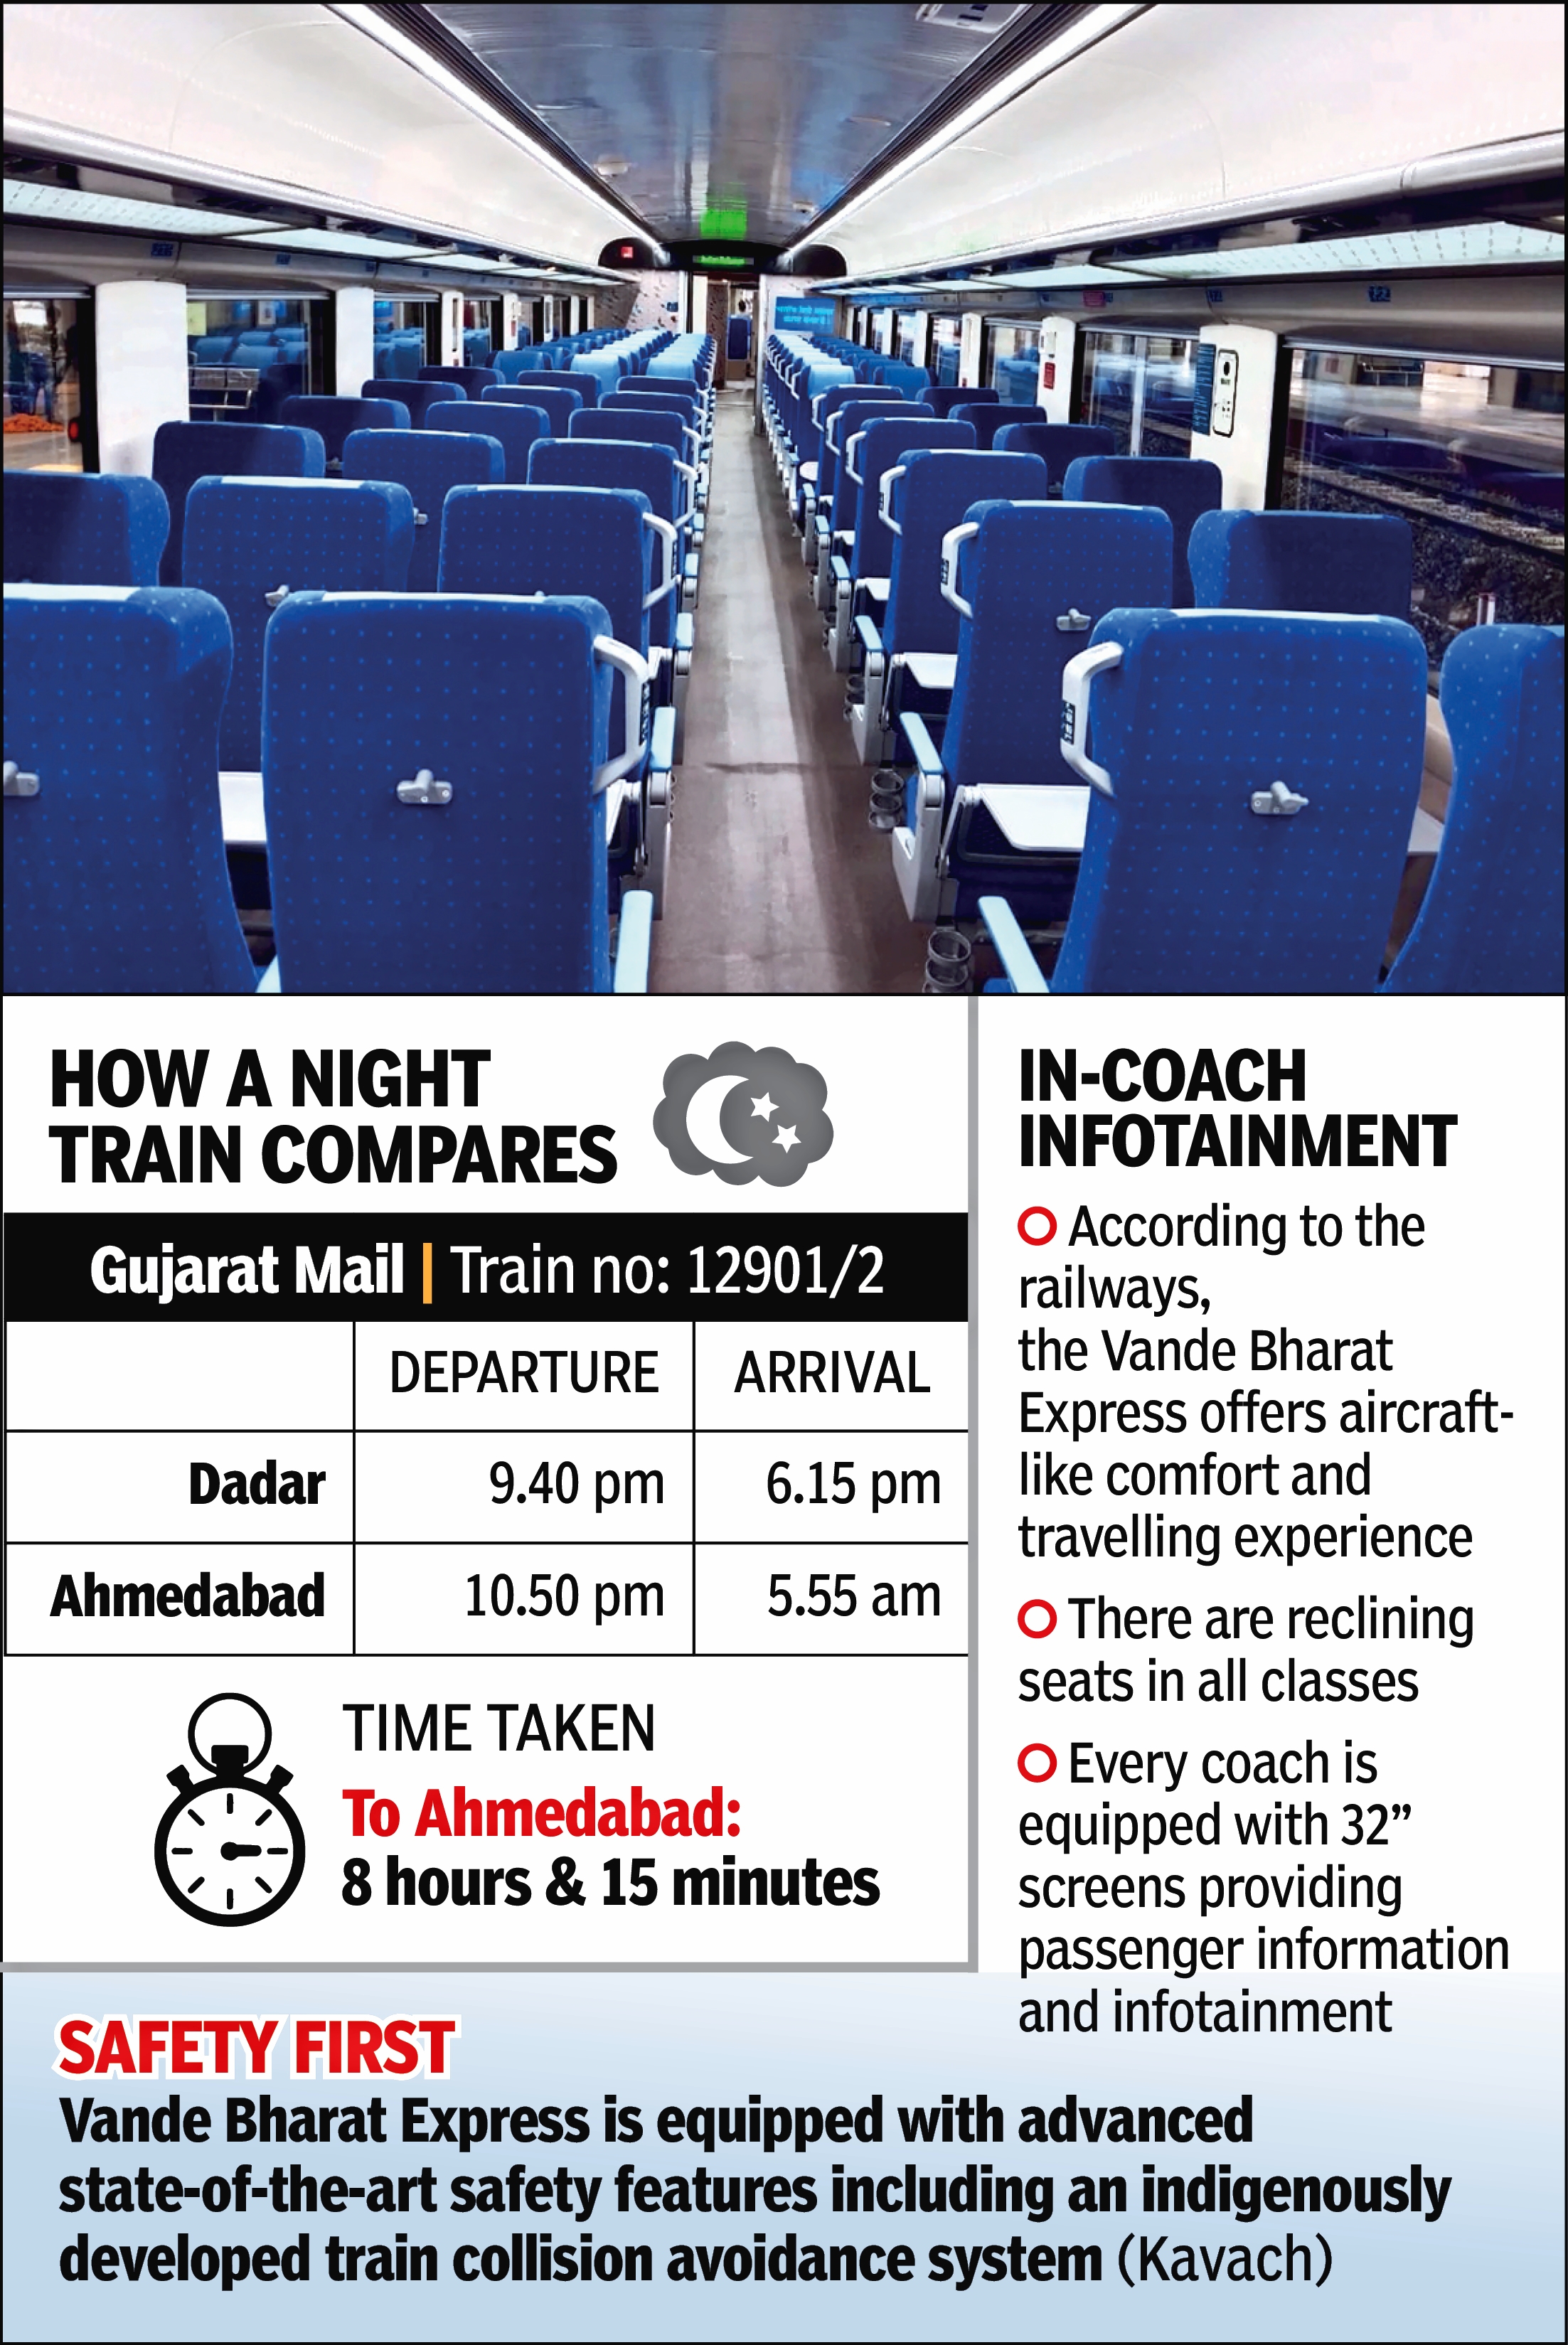 HOW A NIGHT
TRAIN COMPARES
Gujarat Mail | Train no: 12901/2
DEPARTURE ARRIVAL
Dadar 9.40 pm 6.15 pm
Ahmedabad 10.50 pm 5.55 am
TIME TAKEN
To Ahmedabad:
8 hours & 15 minutes
IN-COACH
INFOTAINMENT
According to the
railways,
the Vande Bharat
Express offers aircraft-
like comfort and
travelling experience
There are reclining
seats in all classes
Every coach is
equipped with 32”
screens providing
passenger information
and infotainment
SAFETY FIRST
Vande Bharat Express is equipped with advanced
state-of-the-art safety features including an indigenously
developed train collision avoidance system (Kavach)